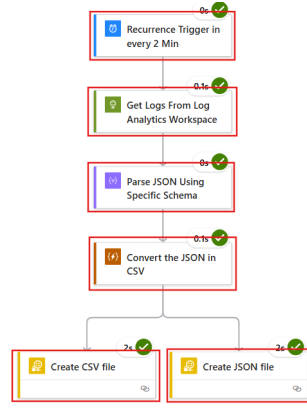 0s
Recurrence Trigger in
every 2 Min
0.1s
Get Logs From Log
Analytics Workspace
0s
Parse JSON Using
Specific Schema
0.1s
Convert the JSON in
CSV
2s
Create CSV file
2s
Create JSON file